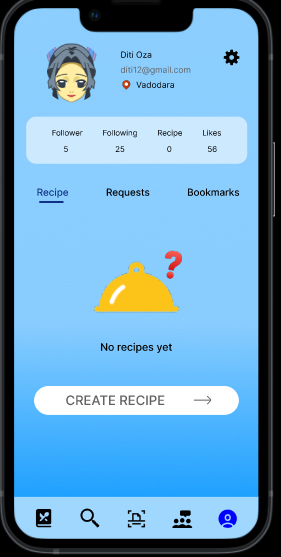 Diti Oza
diti12@gmail.com
Vadodara
Follower Following Recipe Likes
5 25 0 56
Recipe Requests Bookmarks
?
No recipes yet
CREATE RECIPE